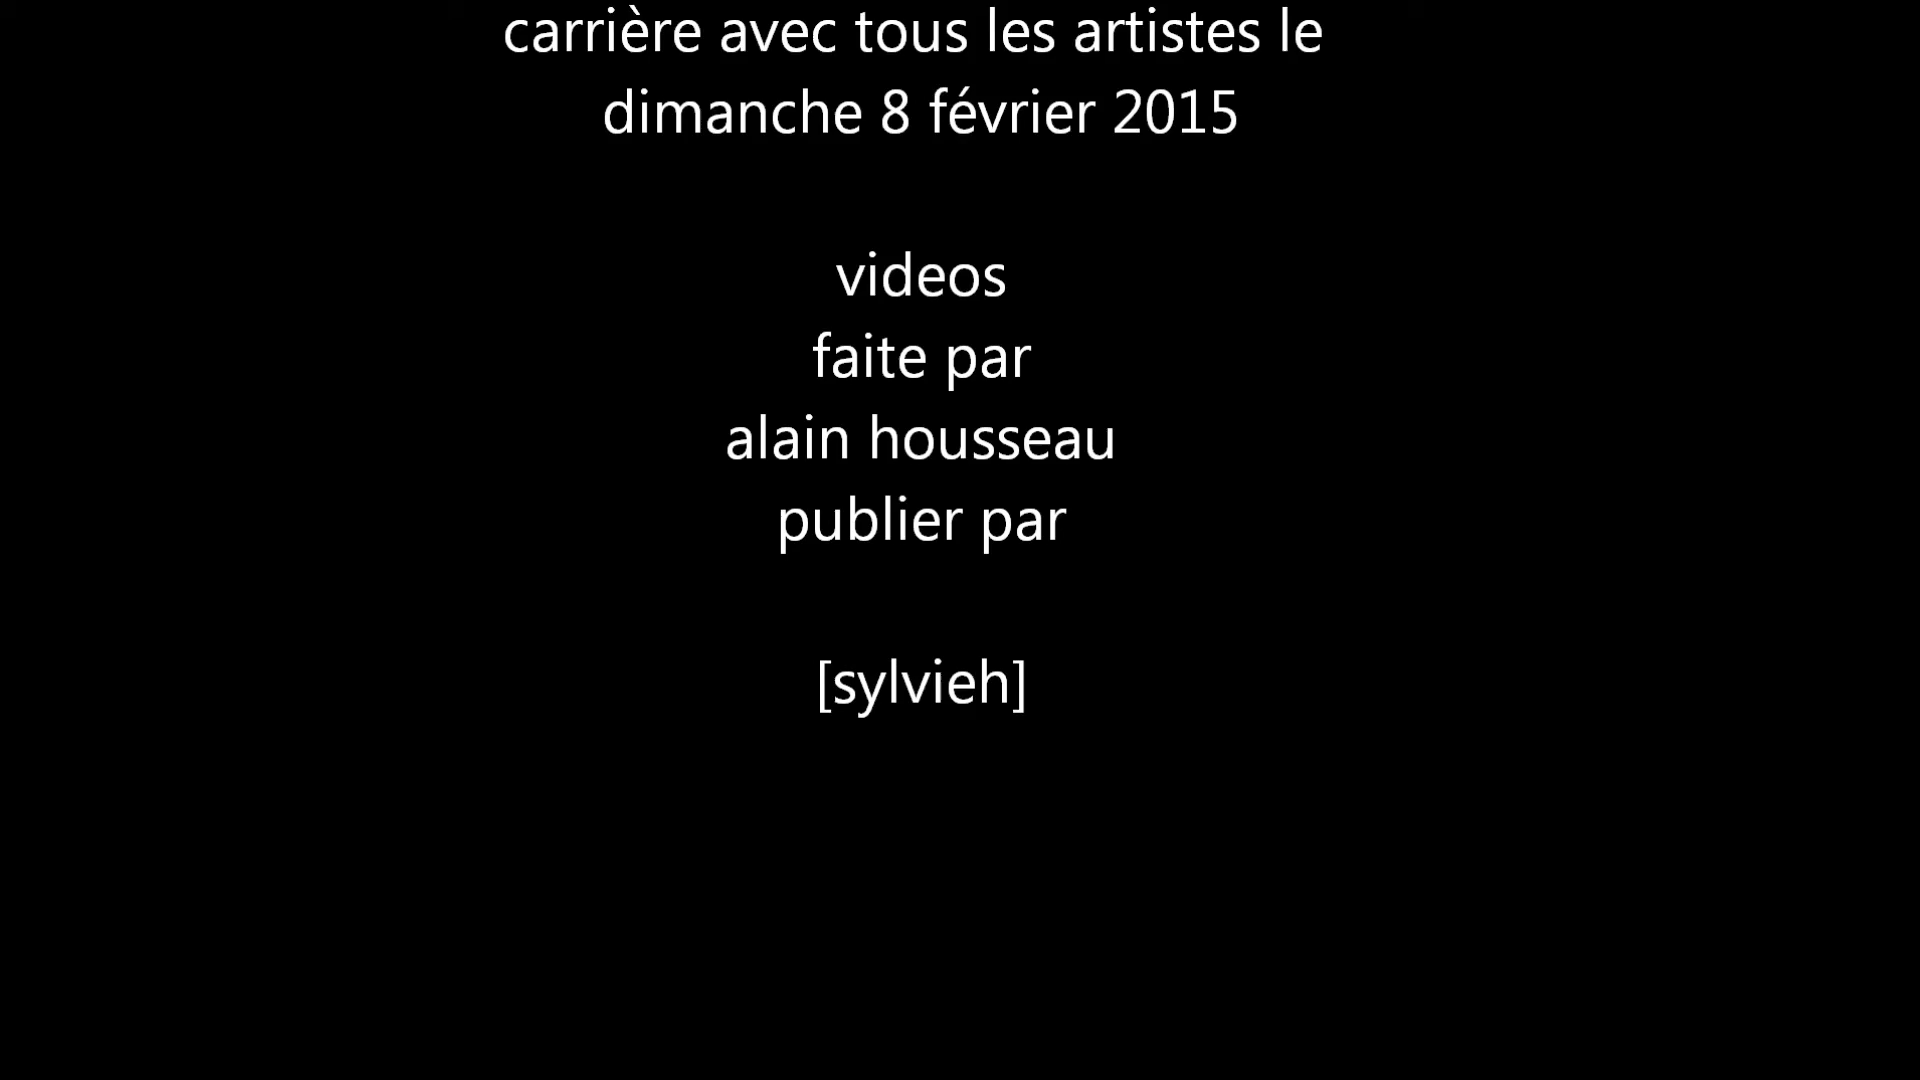 carrière avec tous les artistes le
dimanche 8 février 2015
videos
faite par
alain housseau
publier par
[sylvieh]